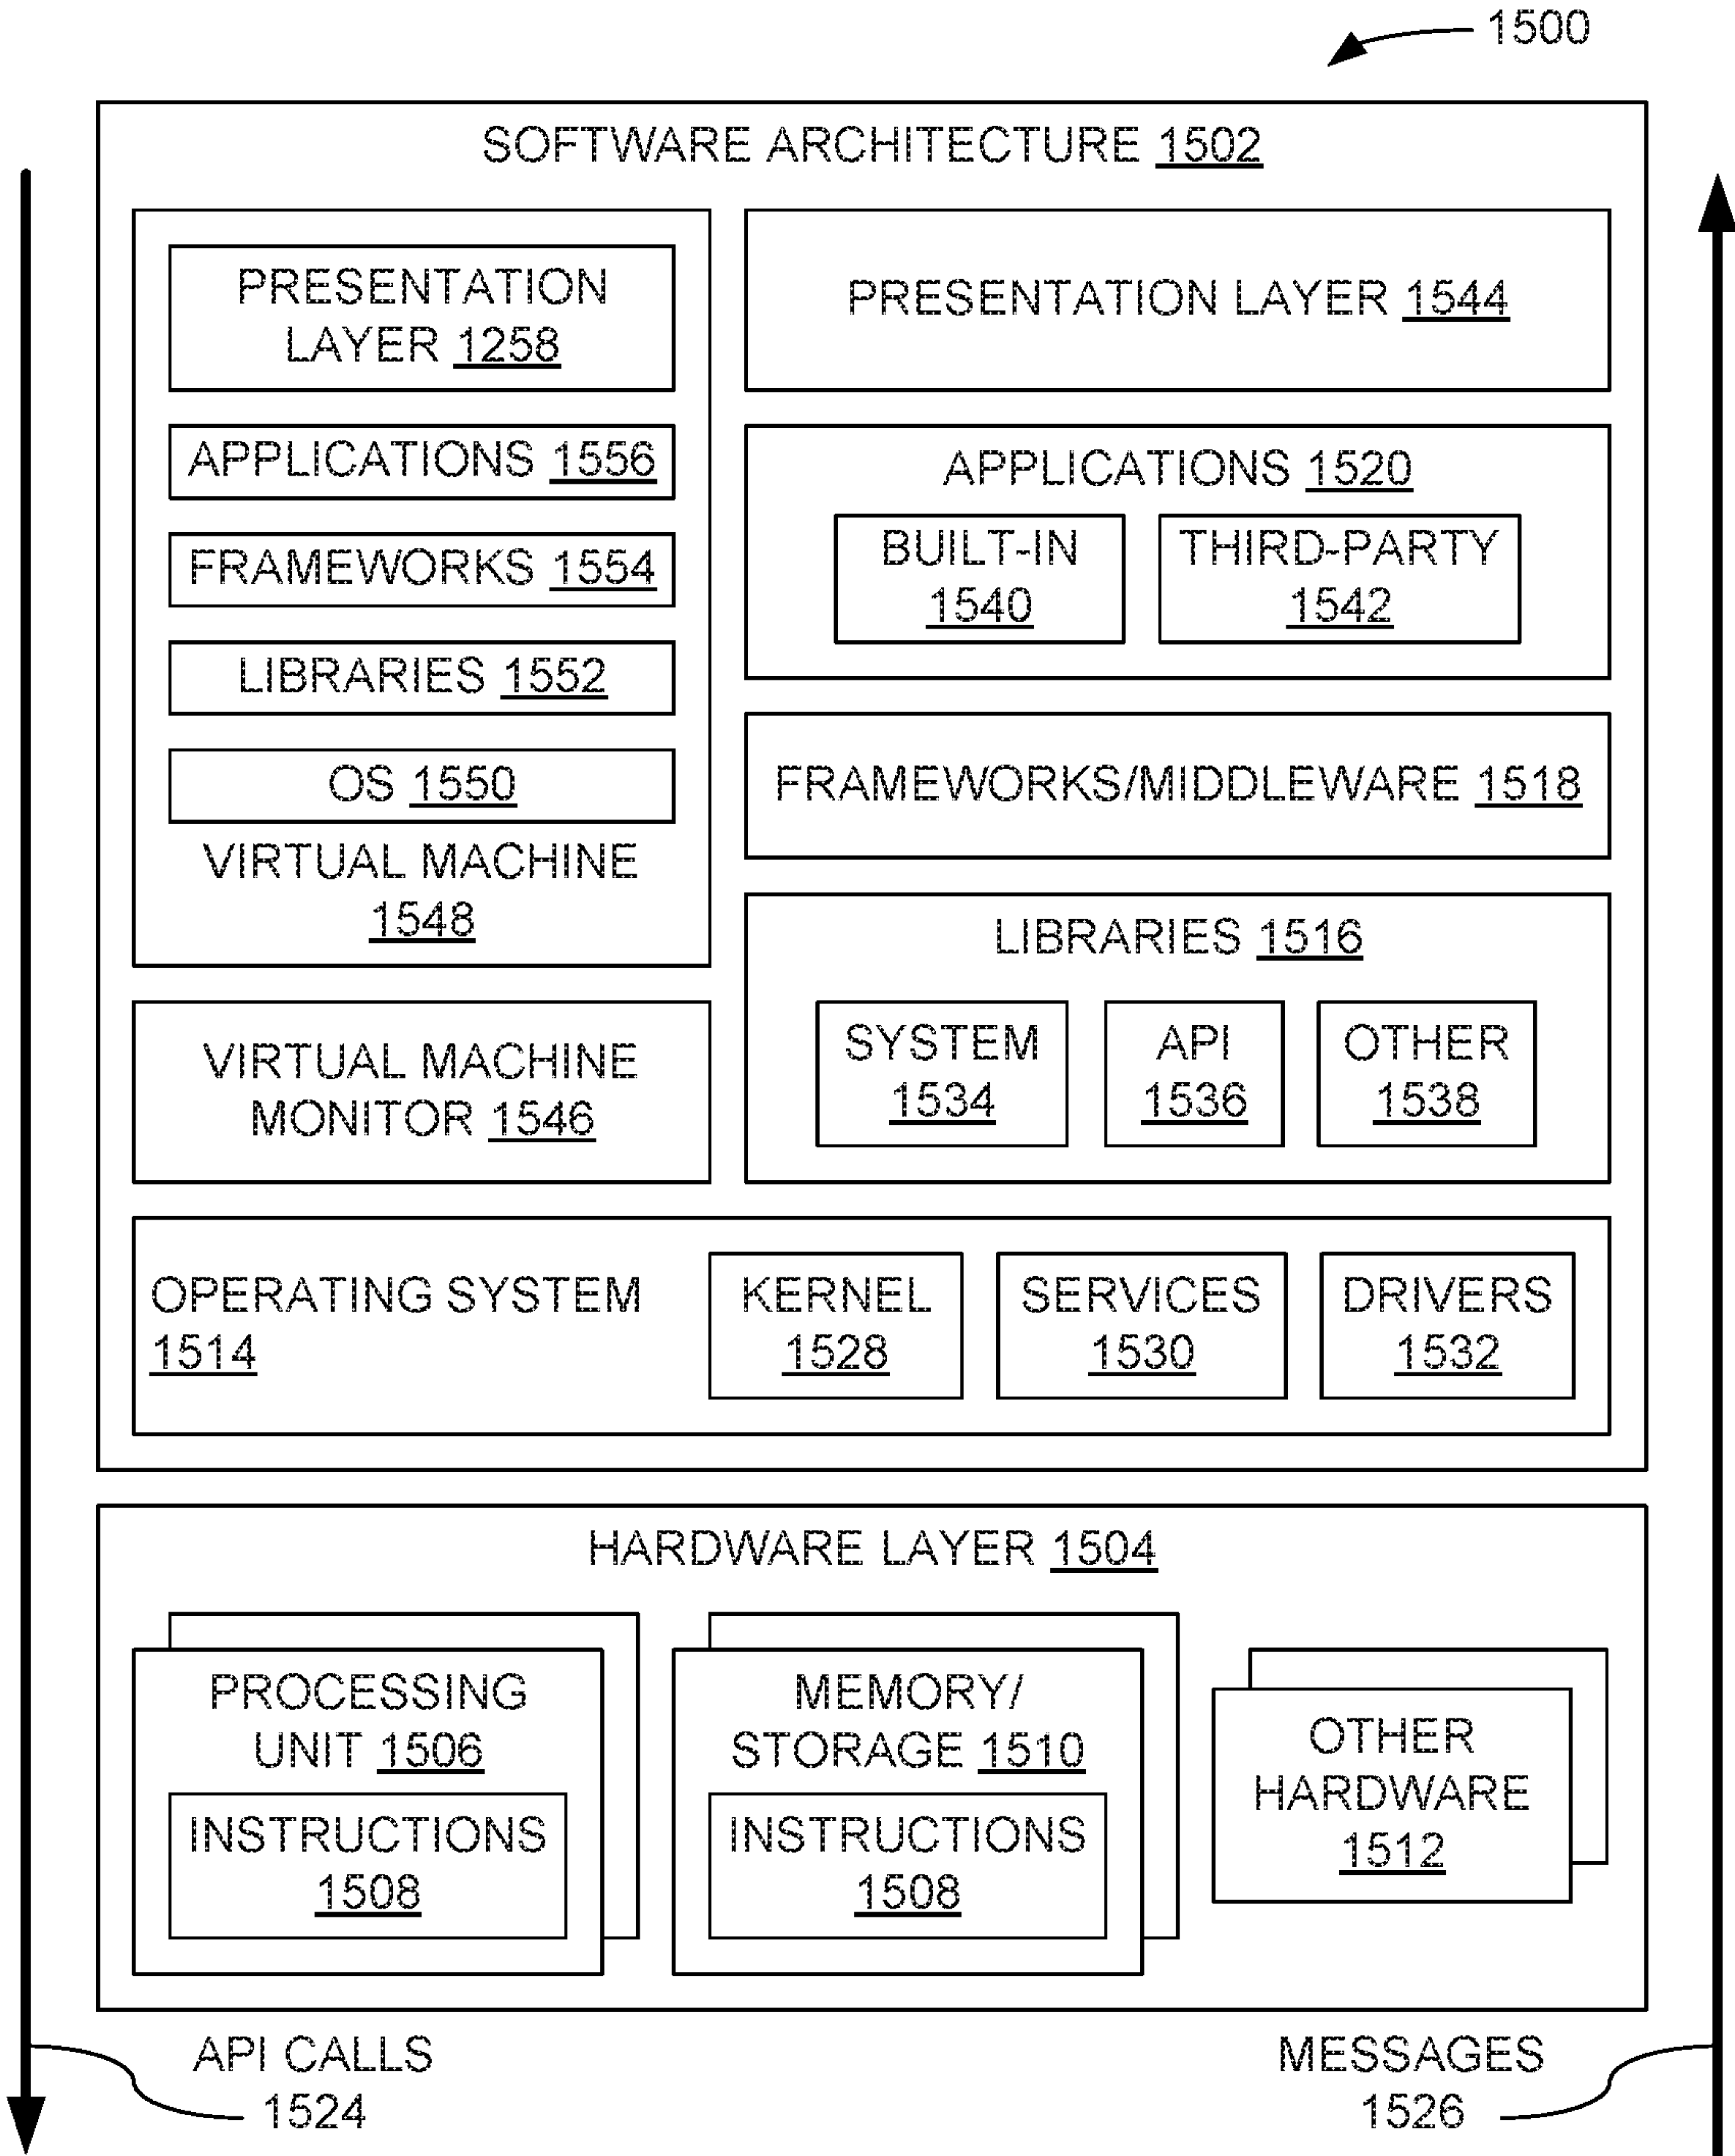 1500
SOFTWARE ARCHITECTURE 1502
PRESENTATION
LAYER 1258
APPLICATIONS 1556
FRAMEWORKS 1554
LIBRARIES 1552
OS 1550
VIRTUAL MACHINE
1548
VIRTUAL MACHINE
MONITOR 1546
PRESENTATION LAYER 1544
APPLICATIONS 1520
BUILT-IN
1540
THIRD-PARTY
1542
FRAMEWORKS/MIDDLEWARE 1518
LIBRARIES 1516
SYSTEM
1534
API
1536
OTHER
1538
OPERATING SYSTEM
1514
KERNEL
1528
SERVICES
1530
DRIVERS
1532
HARDWARE LAYER 1504
PROCESSING
UNIT 1506
INSTRUCTIONS
1508
MEMORY/
STORAGE 1510
INSTRUCTIONS
1508
OTHER
HARDWARE
1512
API CALLS
1524
MESSAGES
1526